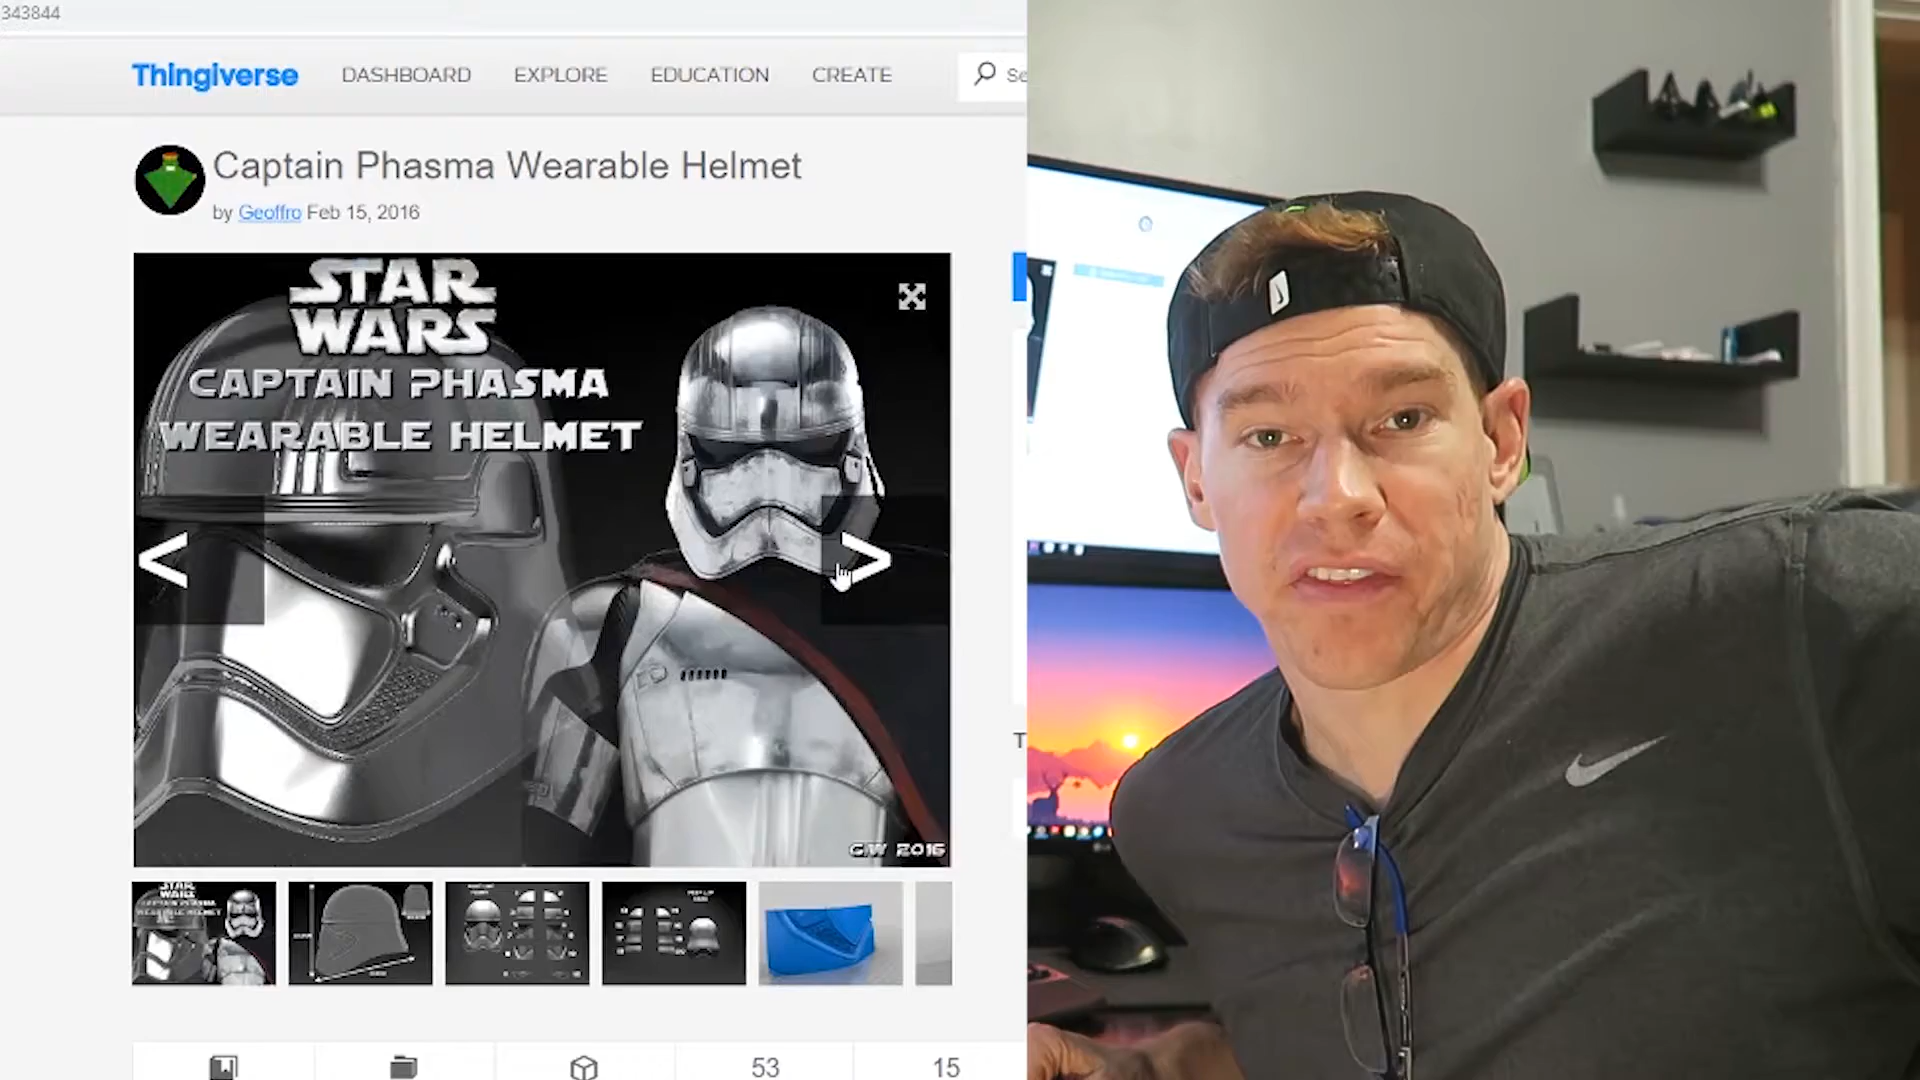 343844
Thingiverse DASHBOARD EXPLORE EDUCATION CREATE Se
Captain Phasma Wearable Helmet
by Geoffro Feb 15, 2016
STAR
WARS
CAPTAIN PHASMA
WEARABLE HELMET
< >
G.W 2016
T
53 15